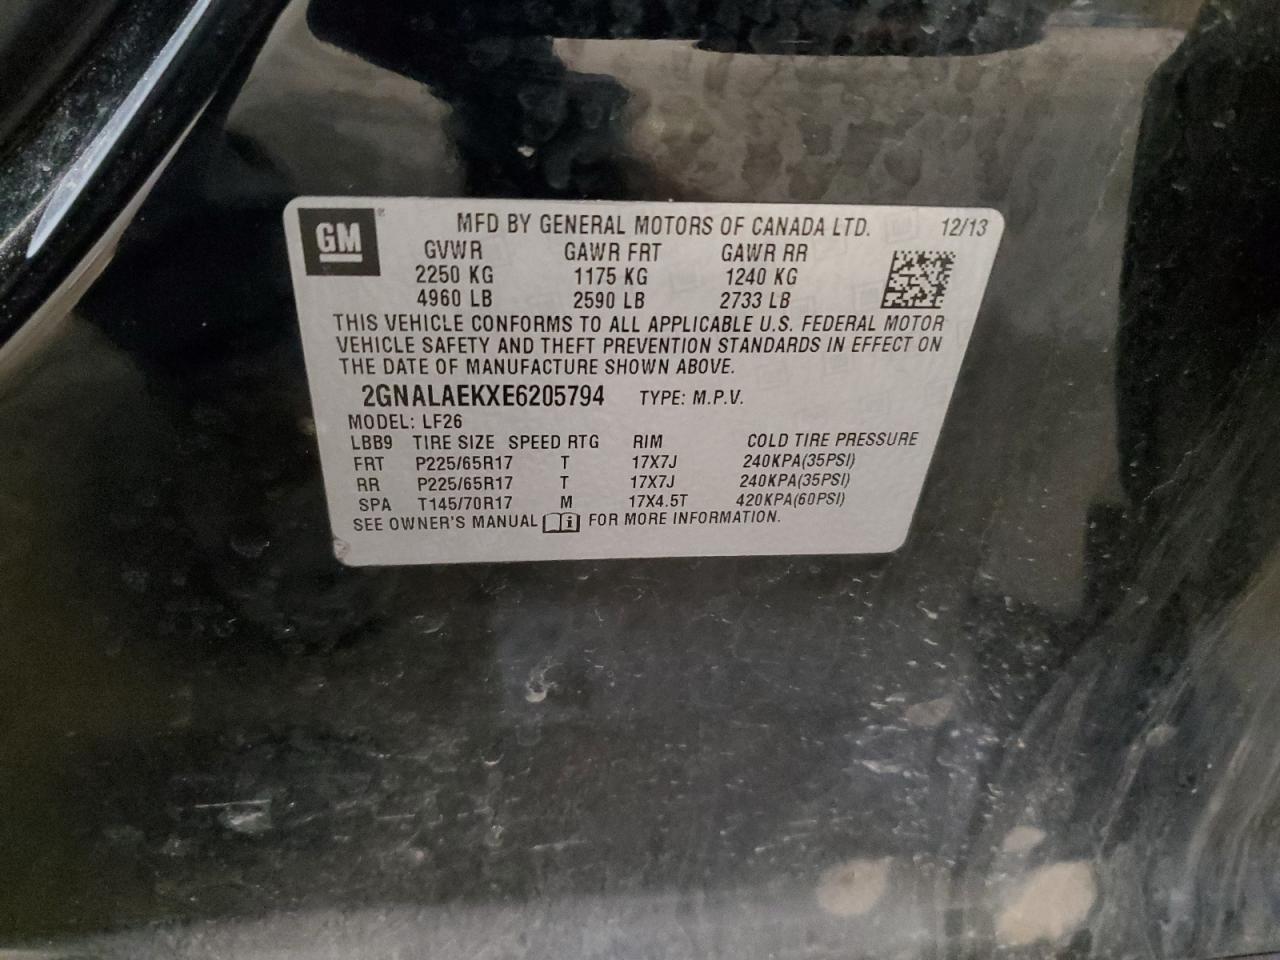 GM® MFD BY GENERAL MOTORS OF CANADA LTD. 12/13
GVWR GAWR FRT GAWR RR
2250 KG 1175 KG 1240 KG
4960 LB 2590 LB 2733 LB
THIS VEHICLE CONFORMS TO ALL APPLICABLE U.S. FEDERAL MOTOR
VEHICLE SAFETY AND THEFT PREVENTION STANDARDS IN EFFECT ON
THE DATE OF MANUFACTURE SHOWN ABOVE.
2GNALAEKXE6205794 TYPE: M.P.V.
MODEL: LF26
LBB9 TIRE SIZE SPEED RTG RIM COLD TIRE PRESSURE
FRT P225/65R17 T 17X7J 240KPA(35PSI)
RR P225/65R17 T 17X7J 240KPA(35PSI)
SPA T145/70R17 M 17X4.5T 420KPA(60PSI)
SEE OWNER'S MANUAL FOR MORE INFORMATION.